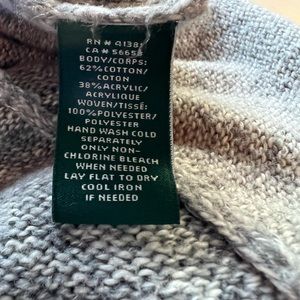 RN # 41381
CA # 56658
BODY/CORPS:
62% COTTON/
COTON
38% ACRYLIC/
ACRYLIQUE
WOVEN/TISSÉ:
100% POLYESTER/
POLYESTER
HAND WASH COLD
SEPARATELY
ONLY NON-
CHLORINE BLEACH
WHEN NEEDED
LAY FLAT TO DRY
COOL IRON
IF NEEDED